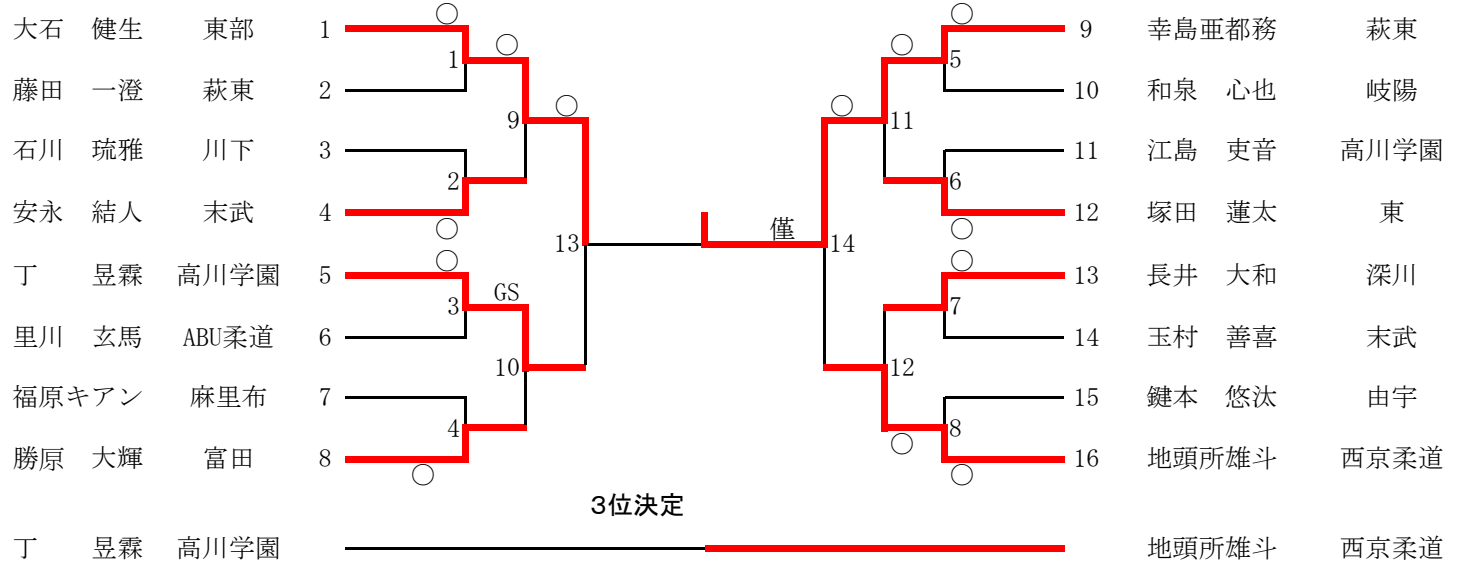 大石　健生 東部 1 ○ ○ 9 幸島亜都務 萩東
○ ○
1 5
藤田　一澄 萩東 2 10 和泉　心也 岐陽
○ ○
9 11
石川　琉雅 川下 3 11 江島　吏音 高川学園
2 6
安永　結人 末武 4 12 塚田　蓮太 東
○ 僅 ○
13 14
丁　　昱霖 高川学園 5 ○ ○ 13 長井　大和 深川
3 GS 7
里川　玄馬 ABU柔道 6 14 玉村　善喜 末武
10 12
福原キアン 麻里布 7 15 鍵本　悠汰 由宇
4 8
勝原　大輝 富田 8 ○ ○ ○ 16 地頭所雄斗 西京柔道
3位決定
丁　　昱霖 高川学園 地頭所雄斗 西京柔道